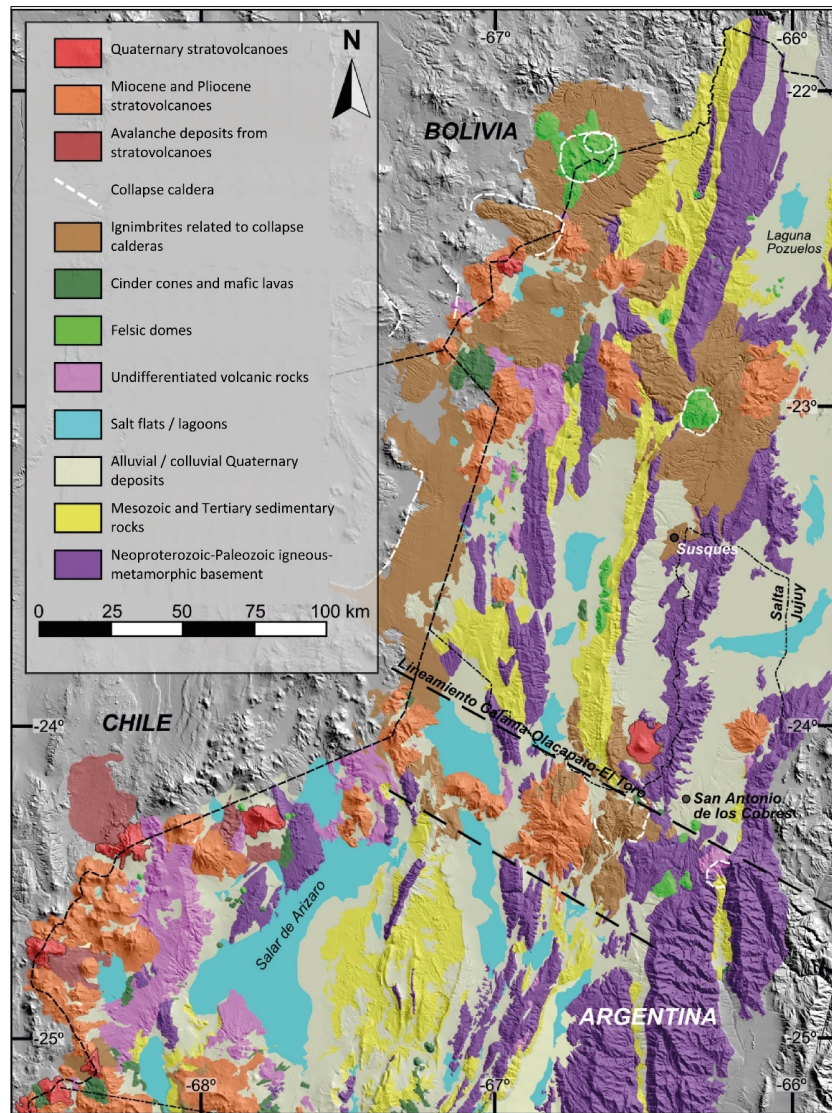 Quaternary stratovolcanoes
Miocene and Pliocene
stratovolcanoes
Avalanche deposits from
stratovolcanoes
Collapse caldera
Ignimbrites related to collapse
calderas
Cinder cones and mafic lavas
Felsic domes
Undifferentiated volcanic rocks
Salt flats / lagoons
Alluvial / colluvial Quaternary
deposits
Mesozoic and Tertiary sedimentary
rocks
Neoproterozoic-Paleozoic igneous-
metamorphic basement
0 25 50 75 100 km
N
-67
-66
-22º
BOLIVIA
Laguna
Pozuelos
-23º
Susques
Salta
Jujuy
Lineamiento Calama-Olacapato-El Toro
-24º
CHILE
-24º
San Antonio
de los Cobres
Salar de Arizaro
ARGENTINA
-25º
-25º
-68º
-67º
-66º